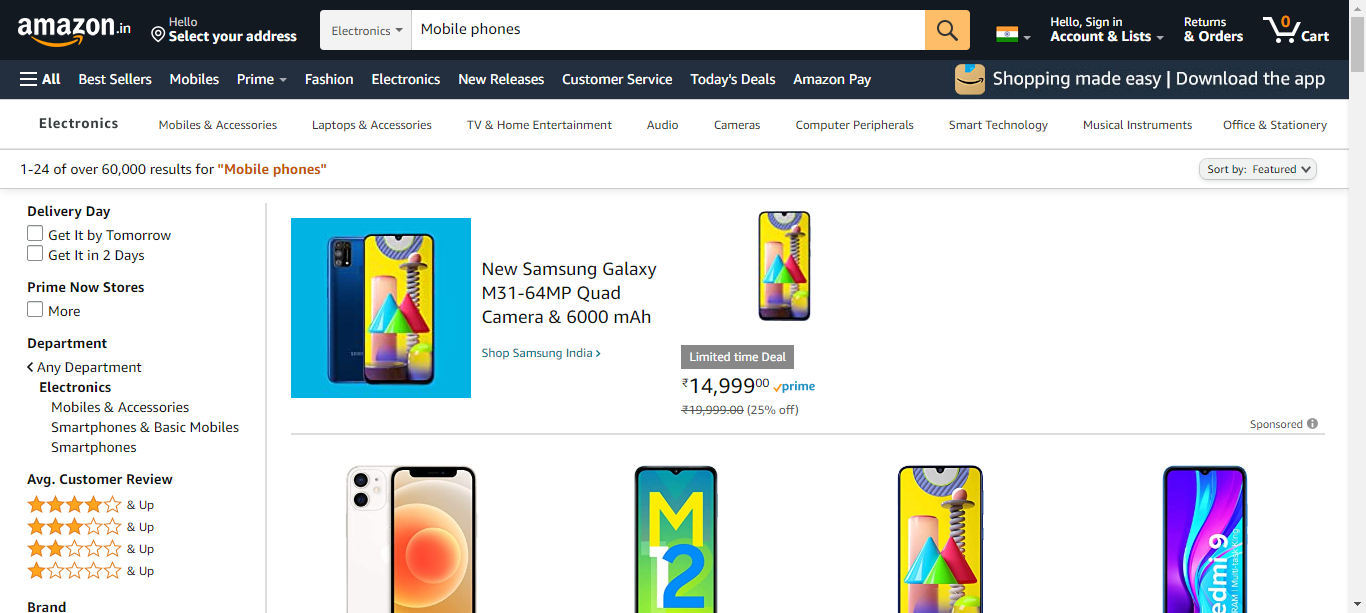 amazon.in
Hello
Select your address
Electronics
Mobile phones
Hello, Sign in
Account & Lists
Returns
& Orders
0
Cart
All
Best Sellers
Mobiles
Prime
Fashion
Electronics
New Releases
Customer Service
Today's Deals
Amazon Pay
Shopping made easy | Download the app
Electronics
Mobiles & Accessories
Laptops & Accessories
TV & Home Entertainment
Audio
Cameras
Computer Peripherals
Smart Technology
Musical Instruments
Office & Stationery
1-24 of over 60,000 results for "Mobile phones"
Sort by: Featured
Delivery Day
Get It by Tomorrow
Get It in 2 Days
Prime Now Stores
More
Department
Any Department
Electronics
Mobiles & Accessories
Smartphones & Basic Mobiles
Smartphones
Avg. Customer Review
& Up
& Up
& Up
& Up
Brand
New Samsung Galaxy
M31-64MP Quad
Camera & 6000 mAh
Shop Samsung India ›
Limited time Deal
₹14,99900 prime
₹19,999.00 (25% off)
Sponsored
M
12
edmi 9
RAM | Multi-task King